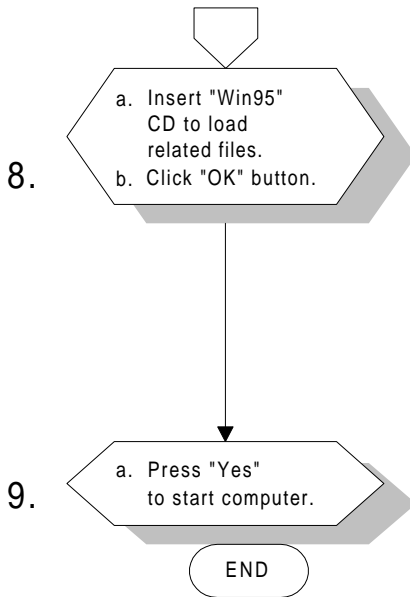 8.
a. Insert "Win95"
CD to load
related files.
b. Click "OK" button.
9.
a. Press "Yes"
to start computer.
END